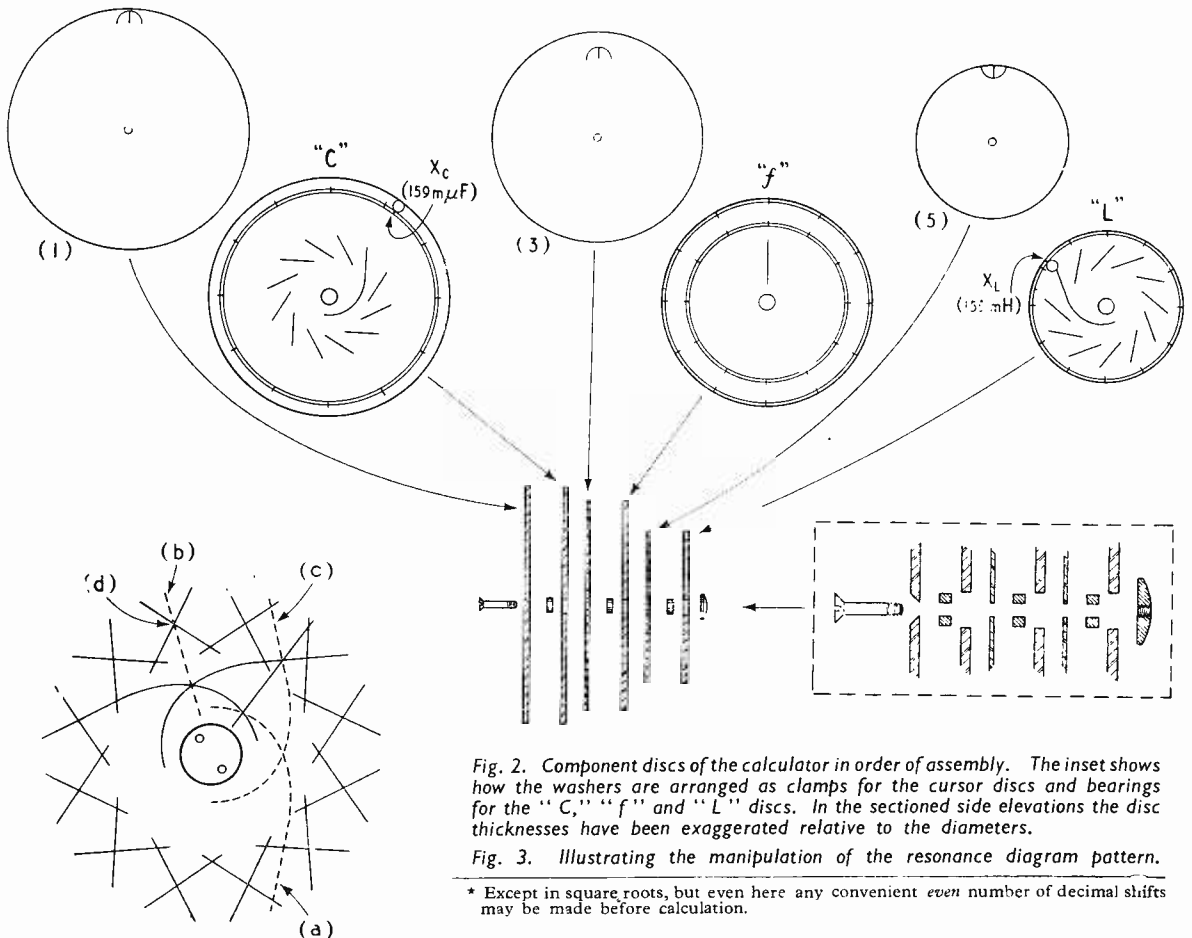 "C"
X_C
(159mμF)
(1)
(3)
"f"
(5)
"L"
X_L
mH)
(b)
(d)
(c)
(a)
Fig. 2. Component discs of the calculator in order of assembly. The inset shows
how the washers are arranged as clamps for the cursor discs and bearings
for the "C," "f" and "L" discs. In the sectioned side elevations the disc
thicknesses have been exaggerated relative to the diameters.
Fig. 3. Illustrating the manipulation of the resonance diagram pattern.
* Except in square roots, but even here any convenient even number of decimal shifts
may be made before calculation.